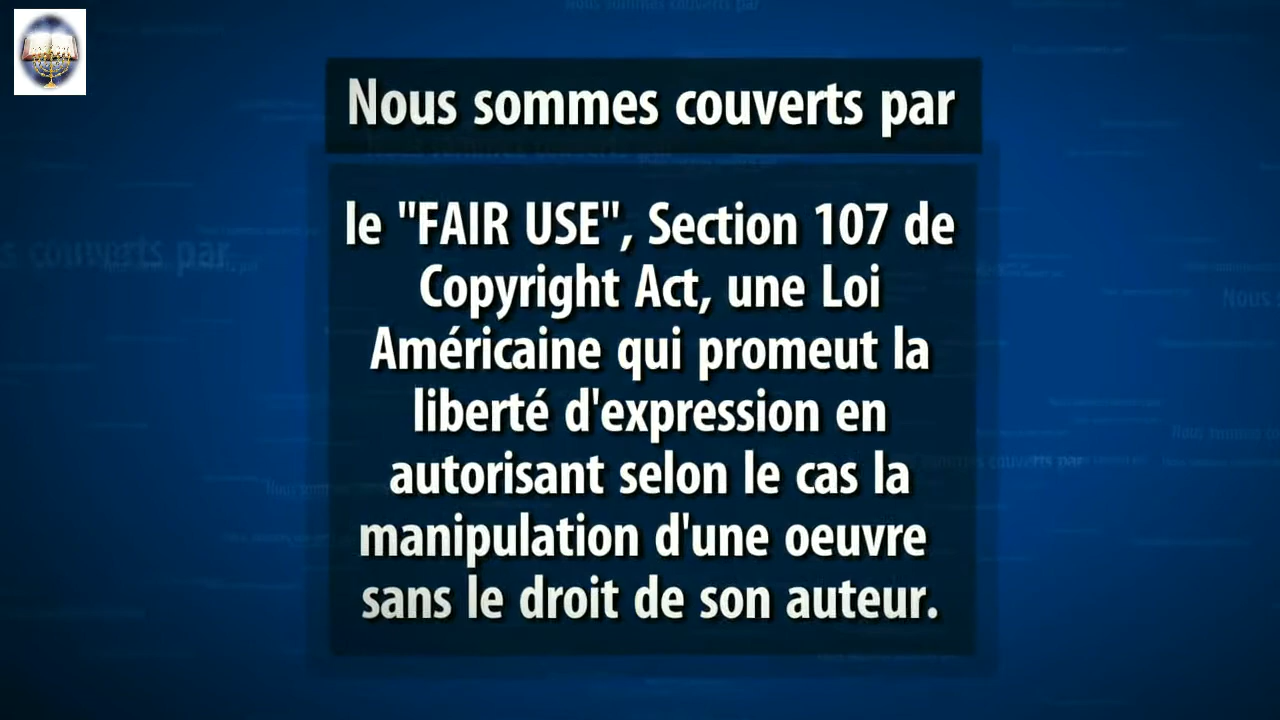 Nous sommes couverts par
le "FAIR USE", Section 107 de
Copyright Act, une Loi
Américaine qui promeut la
liberté d'expression en
autorisant selon le cas la
manipulation d'une oeuvre
sans le droit de son auteur.